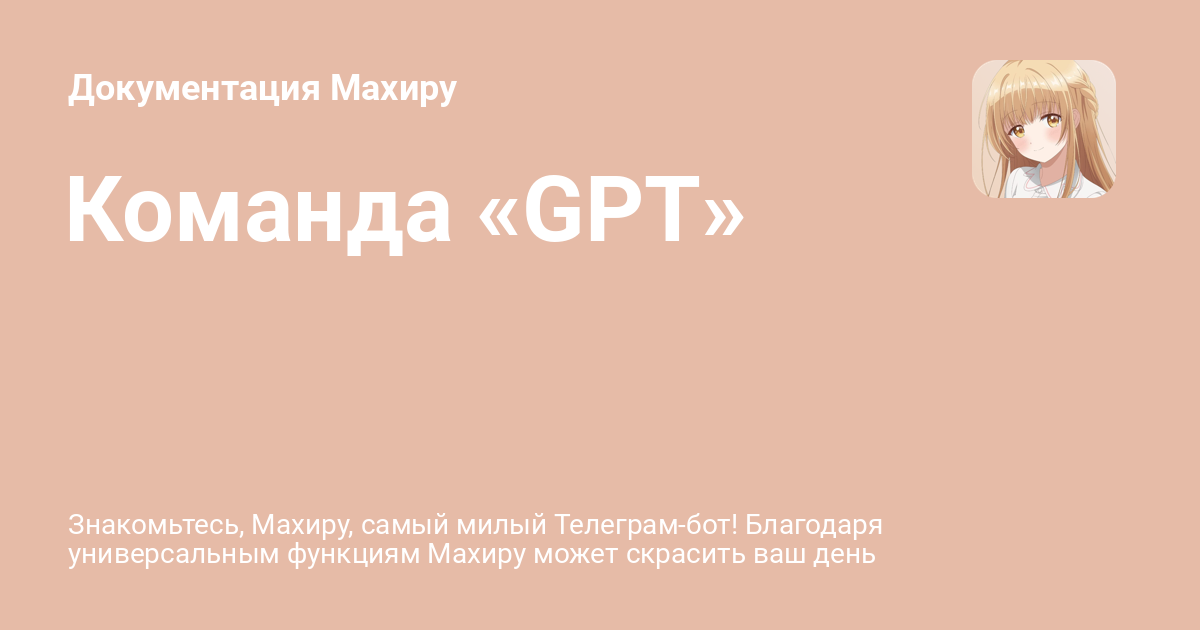 Документация Махиру
Команда «GPT»
Знакомьтесь, Махиру, самый милый Телеграм-бот! Благодаря
универсальным функциям Махиру может скрасить ваш день